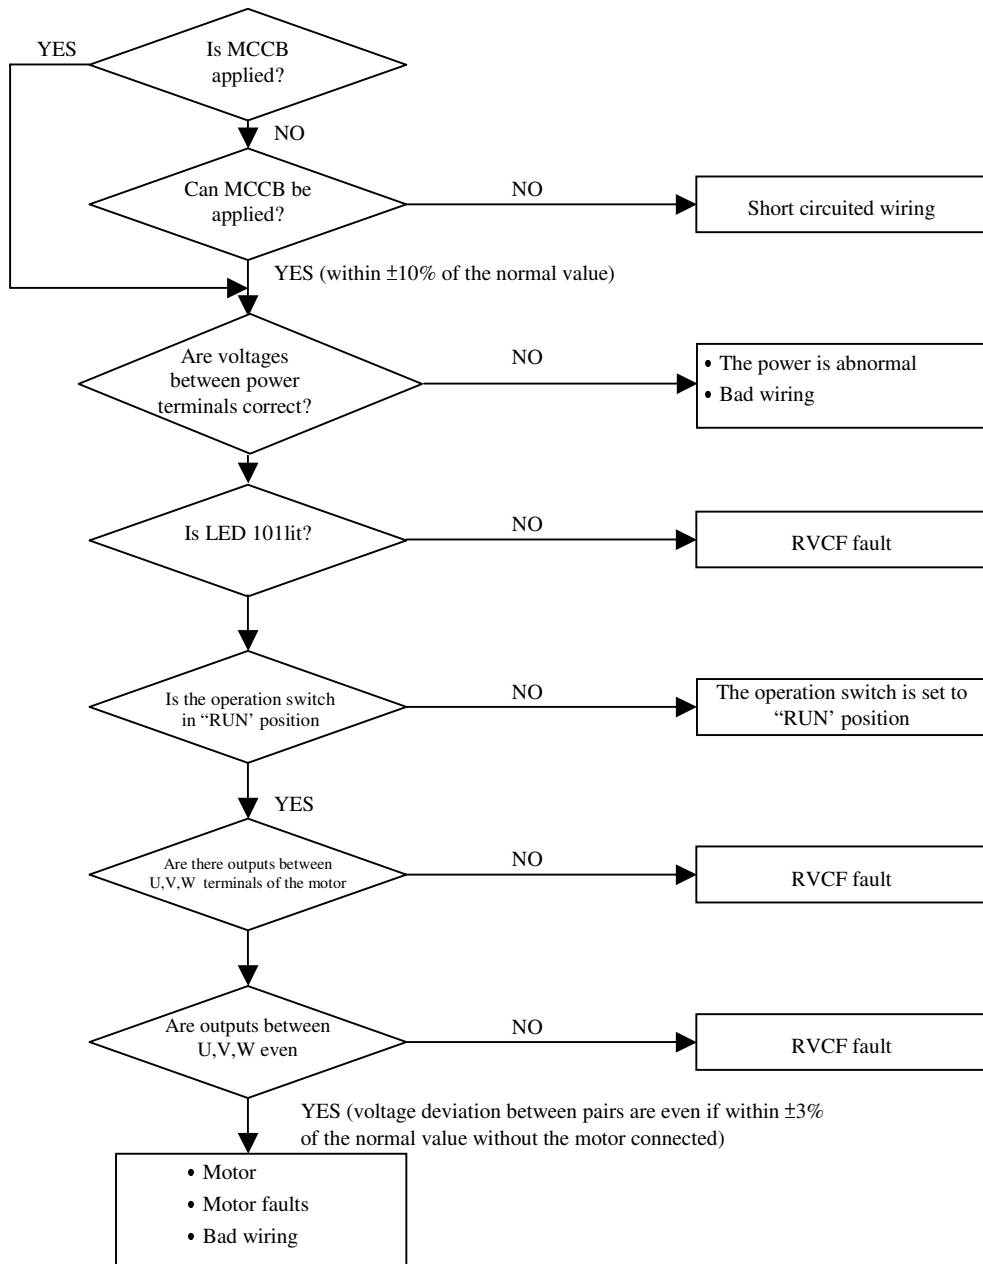 YES
Is MCCB
applied?
NO
Can MCCB be
applied?
NO
Short circuited wiring
YES (within ±10% of the normal value)
Are voltages
between power
terminals correct?
NO
• The power is abnormal
• Bad wiring
Is LED 101lit?
NO
RVCF fault
Is the operation switch
in “RUN’ position
NO
The operation switch is set to
“RUN’ position
YES
Are there outputs between
U,V,W terminals of the motor
NO
RVCF fault
Are outputs between
U,V,W even
NO
RVCF fault
YES (voltage deviation between pairs are even if within ±3%
of the normal value without the motor connected)
• Motor
• Motor faults
• Bad wiring